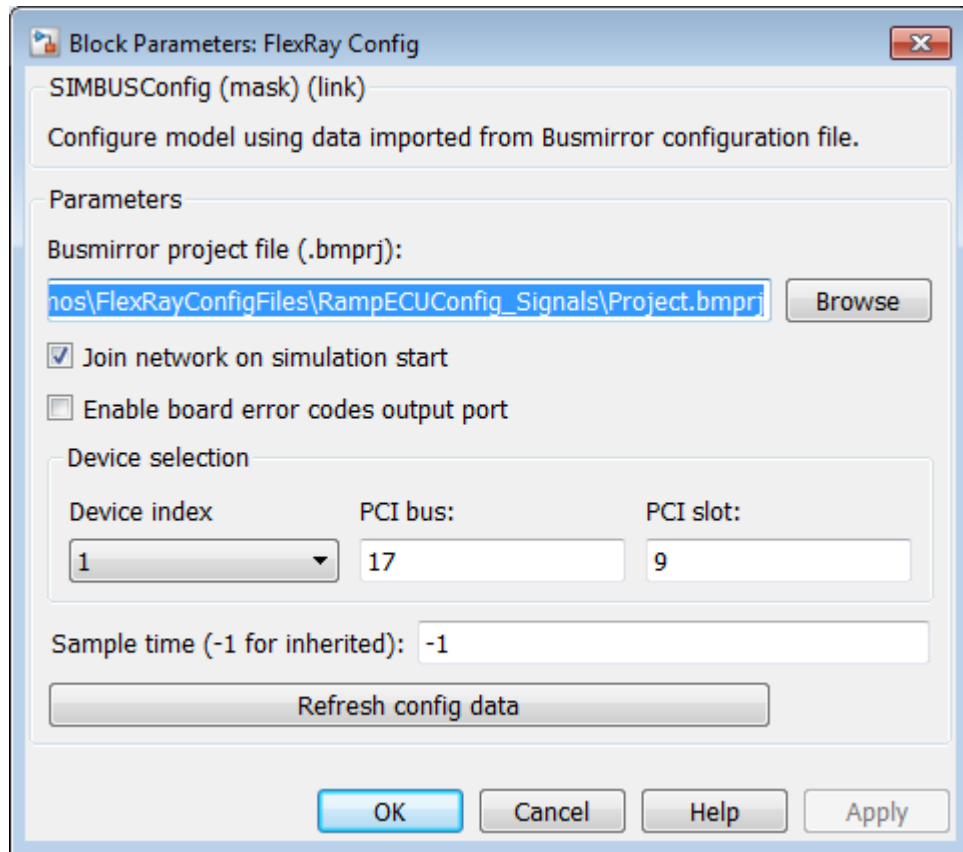 Block Parameters: FlexRay Config
SIMBUSConfig (mask) (link)
Configure model using data imported from Busmirror configuration file.
Parameters
Busmirror project file (.bmprj):
nos\FlexRayConfigFiles\RampECUConfig_Signals\Project.bmprj Browse
Join network on simulation start
Enable board error codes output port
Device selection
Device index PCI bus: PCI slot:
1 17 9
Sample time (-1 for inherited): -1
Refresh config data
OK Cancel Help Apply